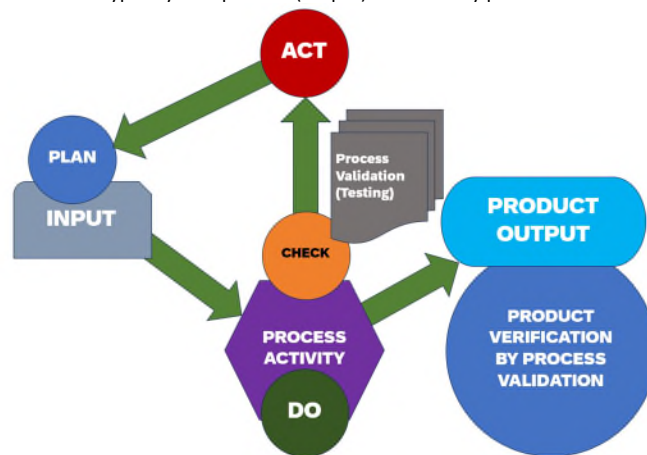 ACT
PLAN
INPUT
Process
Validation
(Testing)
CHECK
PRODUCT
OUTPUT
PROCESS
ACTIVITY
DO
PRODUCT
VERIFICATION
BY PROCESS
VALIDATION